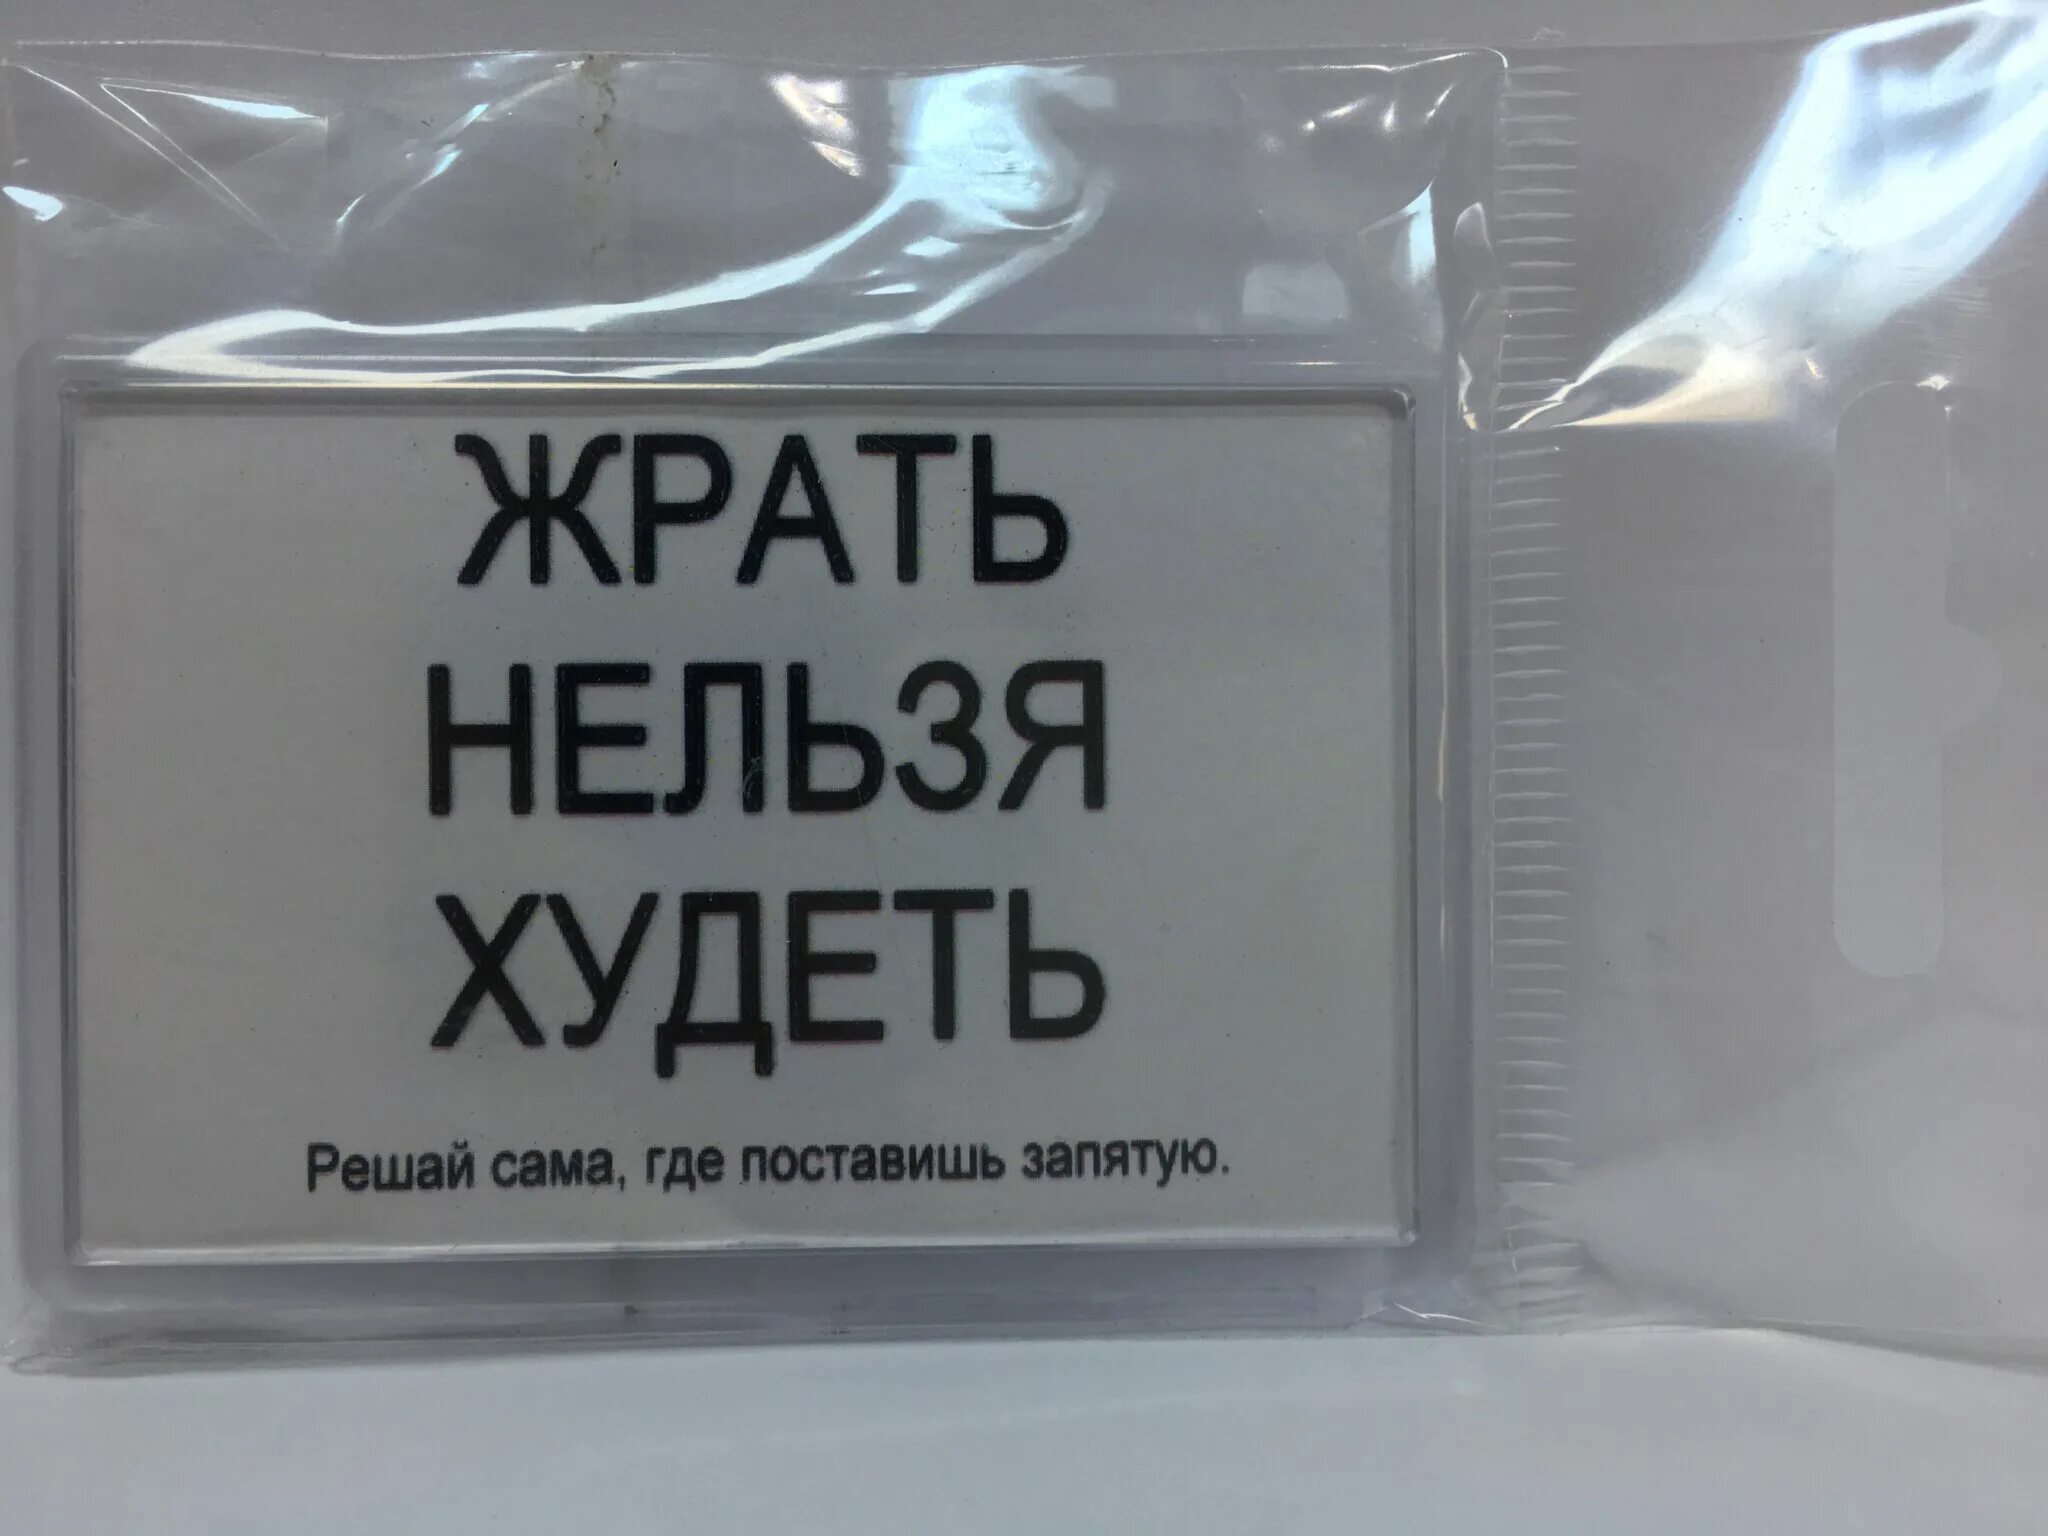 ЖРАТЬ
НЕЛЬЗЯ
ХУДЕТЬ
Решай сама, где поставишь запятую.